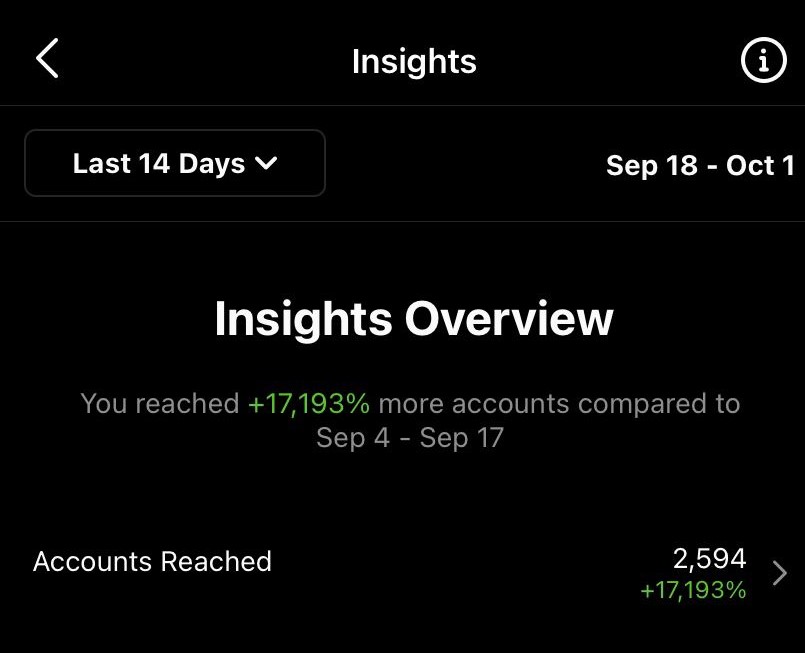 Insights
Last 14 Days
Sep 18 - Oct 1
Insights Overview
You reached +17,193% more accounts compared to
Sep 4 - Sep 17
Accounts Reached
2,594
+17,193%